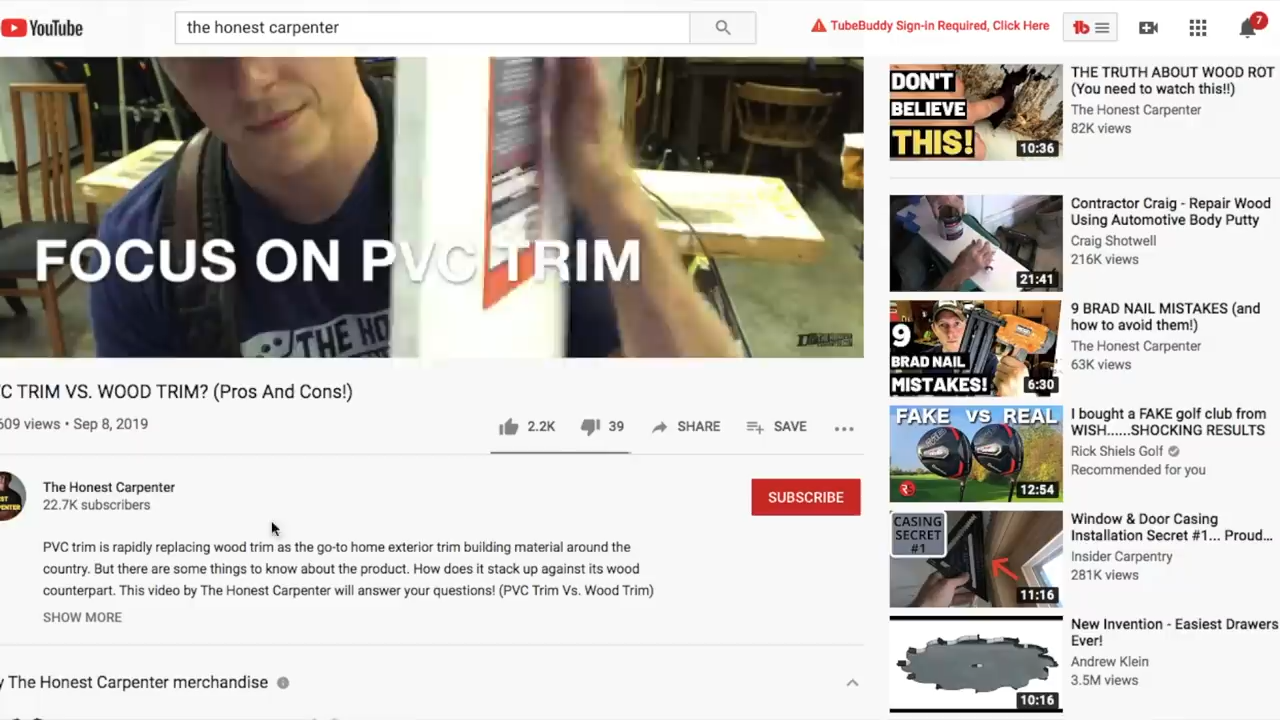 YouTube
the honest carpenter
TubeBuddy Sign-in Required, Click Here
tb
7
FOCUS ON PVC TRIM
THE HO
C TRIM VS. WOOD TRIM? (Pros And Cons!)
609 views • Sep 8, 2019
2.2K
39
SHARE
SAVE
The Honest Carpenter
22.7K subscribers
SUBSCRIBE
PVC trim is rapidly replacing wood trim as the go-to home exterior trim building material around the
country. But there are some things to know about the product. How does it stack up against its wood
counterpart. This video by The Honest Carpenter will answer your questions! (PVC Trim Vs. Wood Trim)
SHOW MORE
y The Honest Carpenter merchandise
DON'T
BELIEVE
THIS!
10:36
THE TRUTH ABOUT WOOD ROT
(You need to watch this!!)
The Honest Carpenter
82K views
21:41
Contractor Craig - Repair Wood
Using Automotive Body Putty
Craig Shotwell
216K views
9
BRAD NAIL
MISTAKES!
6:30
9 BRAD NAIL MISTAKES (and
how to avoid them!)
The Honest Carpenter
63K views
FAKE VS REAL
12:54
I bought a FAKE golf club from
WISH......SHOCKING RESULTS
Rick Shiels Golf
Recommended for you
CASING
SECRET
#1
11:16
Window & Door Casing
Installation Secret #1... Proud...
Insider Carpentry
281K views
10:16
New Invention - Easiest Drawers
Ever!
Andrew Klein
3.5M views